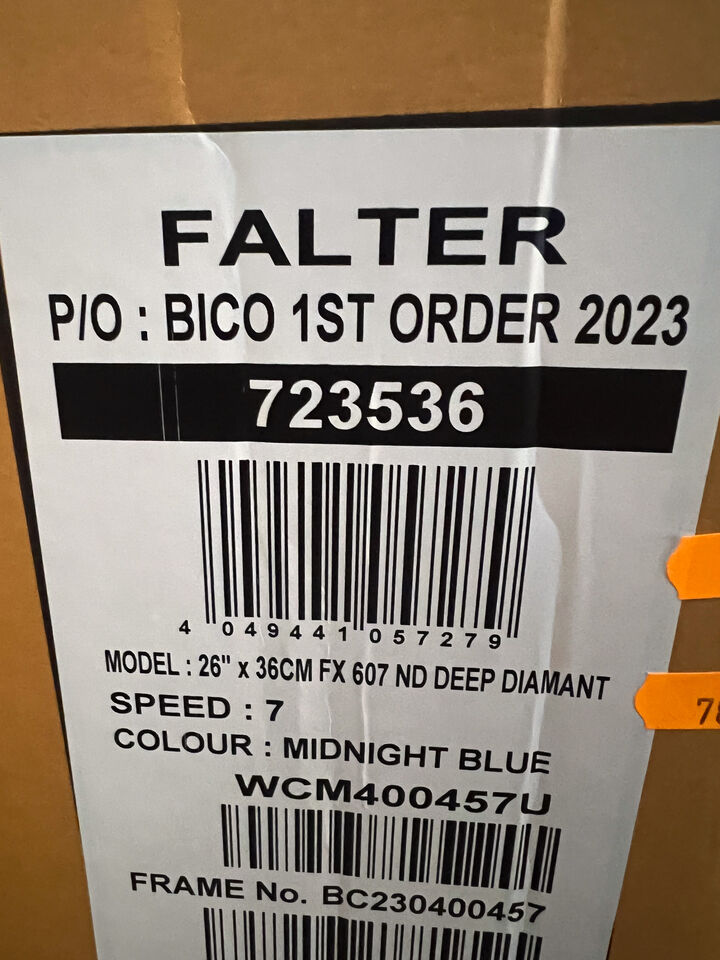 FALTER
P/O : BICO 1ST ORDER 2023
723536
4 049441 057279
MODEL : 26" x 36CM FX 607 ND DEEP DIAMANT
SPEED : 7
COLOUR : MIDNIGHT BLUE
WCM400457U
FRAME No. BC230400457